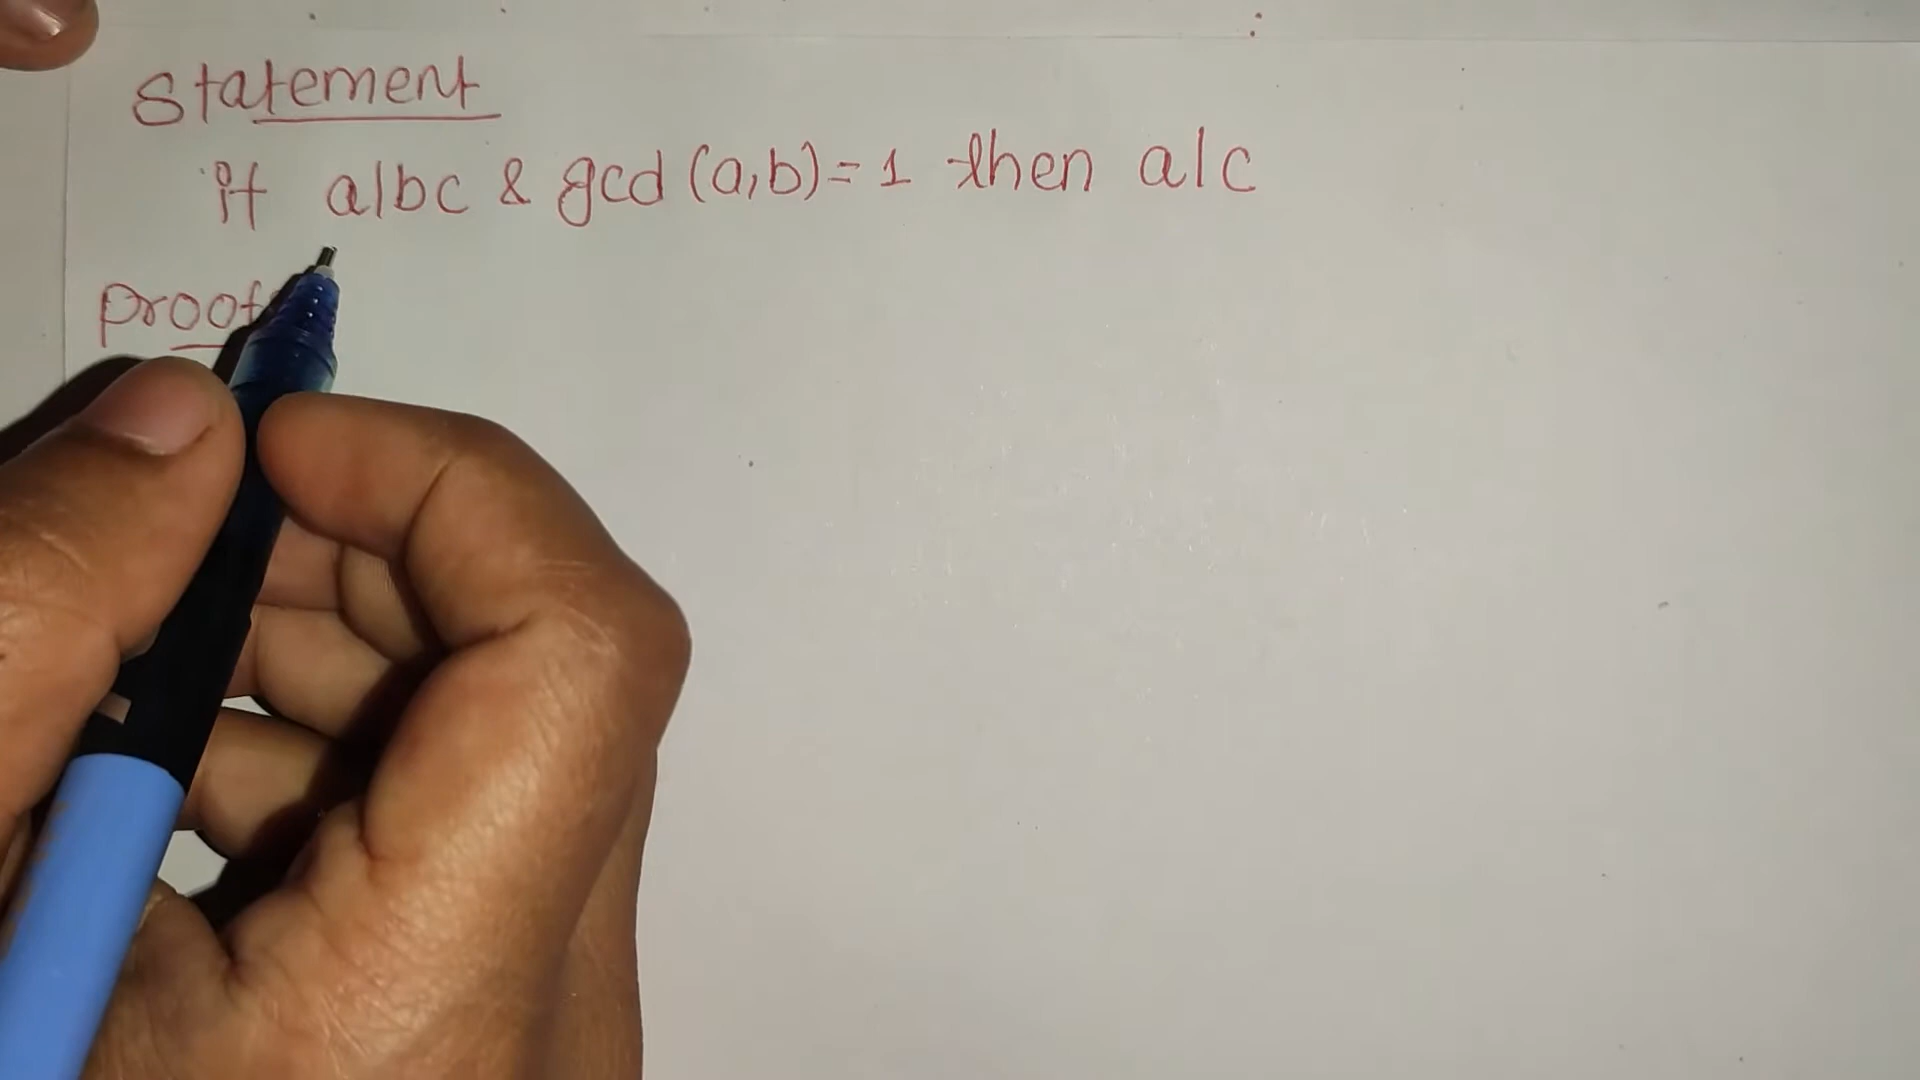 Statement
if a|bc & gcd (a,b)=1 then a|c
Proof